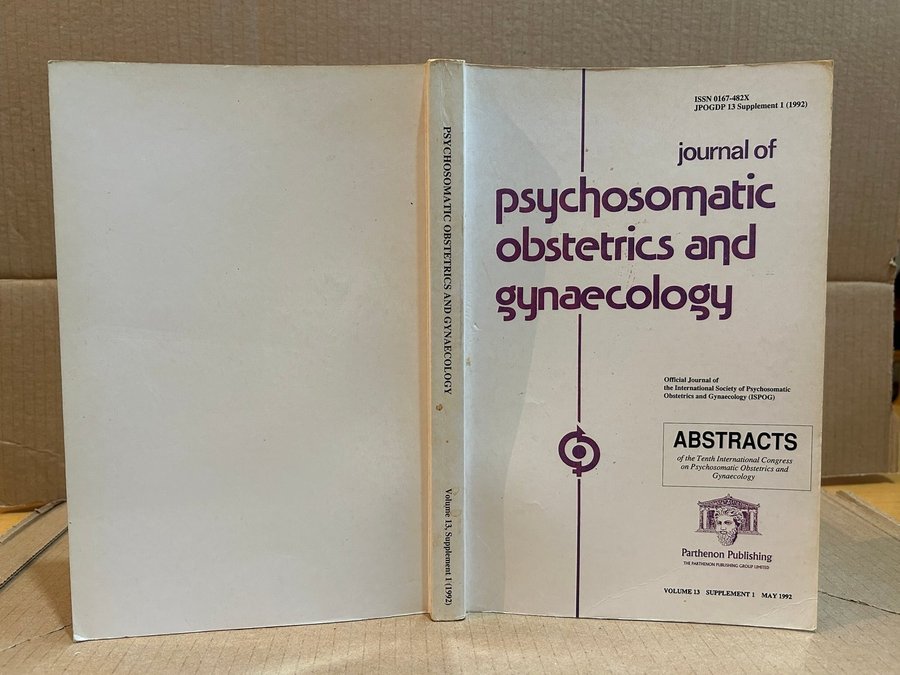 PSYCHOSOMATIC OBSTETRICS AND GYNAECOLOGY
Volume 13, Supplement 1 (1992)
ISSN 0167-482X
JPOGDP 13 Supplement 1 (1992)
journal of
psychosomatic
obstetrics and
gynaecology
Official Journal of
the International Society of Psychosomatic
Obstetrics and Gynaecology (ISPOG)
ABSTRACTS
of the Tenth International Congress
on Psychosomatic Obstetrics and
Gynaecology
Parthenon Publishing
THE PARTHENON PUBLISHING GROUP LIMITED
VOLUME 13 SUPPLEMENT 1 MAY 1992